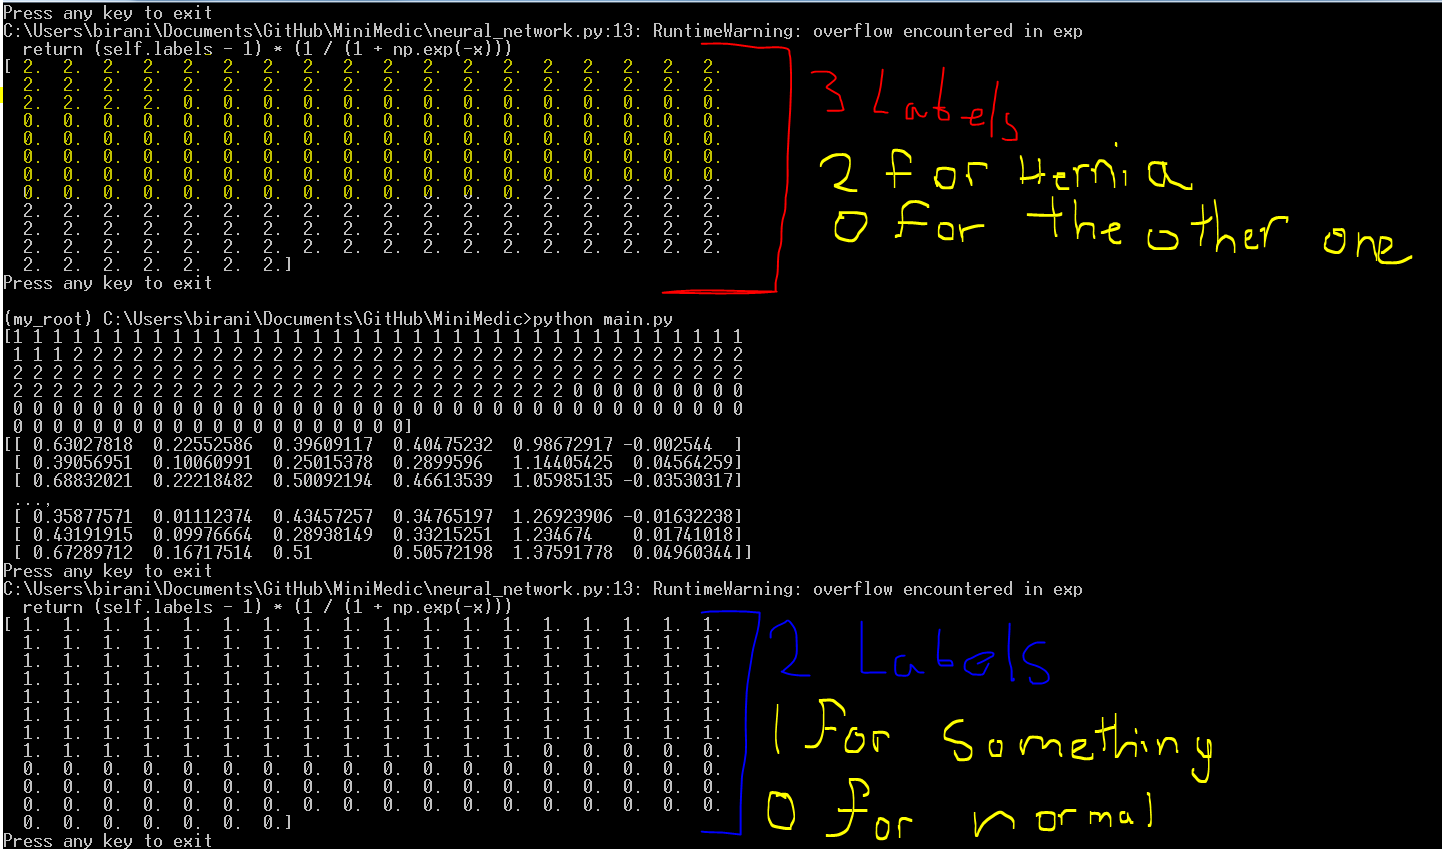 Press any key to exit
C:\Users\birani\Documents\GitHub\MiniMedic\neural_network.py:13: RuntimeWarning: overflow encountered in exp
return (self.labels - 1) * (1 / (1 + np.exp(-x)))
[ 2. 2. 2. 2. 2. 2. 2. 2. 2. 2. 2. 2. 2. 2. 2. 2. 2. 2.
2. 2. 2. 2. 2. 2. 2. 2. 2. 2. 2. 2. 2. 2. 2. 2. 2. 2.
2. 2. 2. 2. 0. 0. 0. 0. 0. 0. 0. 0. 0. 0. 0. 0. 0. 0.
0. 0. 0. 0. 0. 0. 0. 0. 0. 0. 0. 0. 0. 0. 0. 0. 0. 0.
0. 0. 0. 0. 0. 0. 0. 0. 0. 0. 0. 0. 0. 0. 0. 0. 0. 0.
0. 0. 0. 0. 0. 0. 0. 0. 0. 0. 0. 0. 0. 0. 0. 0. 0. 0.
0. 0. 0. 0. 0. 0. 0. 0. 0. 0. 0. 0. 0. 0. 0. 0. 0. 0.
0. 0. 0. 0. 0. 0. 0. 0. 0. 0. 0. 0. 0. 2. 2. 2. 2. 2.
2. 2. 2. 2. 2. 2. 2. 2. 2. 2. 2. 2. 2. 2. 2. 2. 2. 2.
2. 2. 2. 2. 2. 2. 2. 2. 2. 2. 2. 2. 2. 2. 2. 2. 2. 2.
2. 2. 2. 2. 2. 2. 2. 2. 2. 2. 2. 2. 2. 2. 2. 2. 2. 2.
2. 2. 2. 2. 2. 2. 2.]
3 Labels
2 for Hernia
0 for the other one
Press any key to exit
(my_root) C:\Users\birani\Documents\GitHub\MiniMedic>python main.py
[1 1 1 1 1 1 1 1 1 1 1 1 1 1 1 1 1 1 1 1 1 1 1 1 1 1 1 1 1 1 1 1 1 1 1 1 1
1 1 1 2 2 2 2 2 2 2 2 2 2 2 2 2 2 2 2 2 2 2 2 2 2 2 2 2 2 2 2 2 2 2 2 2 2
2 2 2 2 2 2 2 2 2 2 2 2 2 2 2 2 2 2 2 2 2 2 2 2 2 2 2 2 2 2 2 2 2 2 2 2 2
2 2 2 2 2 2 2 2 2 2 2 2 2 2 2 2 2 2 2 2 2 2 2 2 2 2 2 2 0 0 0 0 0 0 0 0 0
0 0 0 0 0 0 0 0 0 0 0 0 0 0 0 0 0 0 0 0 0 0 0 0 0 0 0 0 0 0 0 0 0 0 0 0 0
0 0 0 0 0 0 0 0 0 0 0 0 0 0 0 0 0 0 0 0]
[[ 0.63027818 0.22552586 0.39609117 0.40475232 0.98672917 -0.002544 ]
[ 0.39056951 0.10060991 0.25015378 0.2899596 1.14405425 0.04564259]
[ 0.68832021 0.22218482 0.50092194 0.46613539 1.05985135 -0.03530317]
...,
[ 0.35877571 0.01112374 0.43457257 0.34765197 1.26923906 -0.01632238]
[ 0.43191915 0.09976664 0.28938149 0.33215251 1.234674 0.01741018]
[ 0.67289712 0.16717514 0.51 0.50572198 1.37591778 0.04960344]]
Press any key to exit
C:\Users\birani\Documents\GitHub\MiniMedic\neural_network.py:13: RuntimeWarning: overflow encountered in exp
return (self.labels - 1) * (1 / (1 + np.exp(-x)))
[ 1. 1. 1. 1. 1. 1. 1. 1. 1. 1. 1. 1. 1. 1. 1. 1. 1. 1.
1. 1. 1. 1. 1. 1. 1. 1. 1. 1. 1. 1. 1. 1. 1. 1. 1. 1.
1. 1. 1. 1. 1. 1. 1. 1. 1. 1. 1. 1. 1. 1. 1. 1. 1. 1.
1. 1. 1. 1. 1. 1. 1. 1. 1. 1. 1. 1. 1. 1. 1. 1. 1. 1.
1. 1. 1. 1. 1. 1. 1. 1. 1. 1. 1. 1. 1. 1. 1. 1. 1. 1.
1. 1. 1. 1. 1. 1. 1. 1. 1. 1. 1. 1. 1. 1. 1. 1. 1. 1.
1. 1. 1. 1. 1. 1. 1. 1. 1. 1. 1. 1. 1. 1. 1. 1. 1. 1.
1. 1. 1. 1. 1. 1. 1. 1. 1. 1. 1. 1. 1. 0. 0. 0. 0. 0.
0. 0. 0. 0. 0. 0. 0. 0. 0. 0. 0. 0. 0. 0. 0. 0. 0. 0.
0. 0. 0. 0. 0. 0. 0. 0. 0. 0. 0. 0. 0. 0. 0. 0. 0. 0.
0. 0. 0. 0. 0. 0. 0. 0. 0. 0. 0. 0. 0. 0. 0. 0. 0. 0.
0. 0. 0. 0. 0. 0. 0.]
2 Labels
1 For Something
0 for normal
Press any key to exit